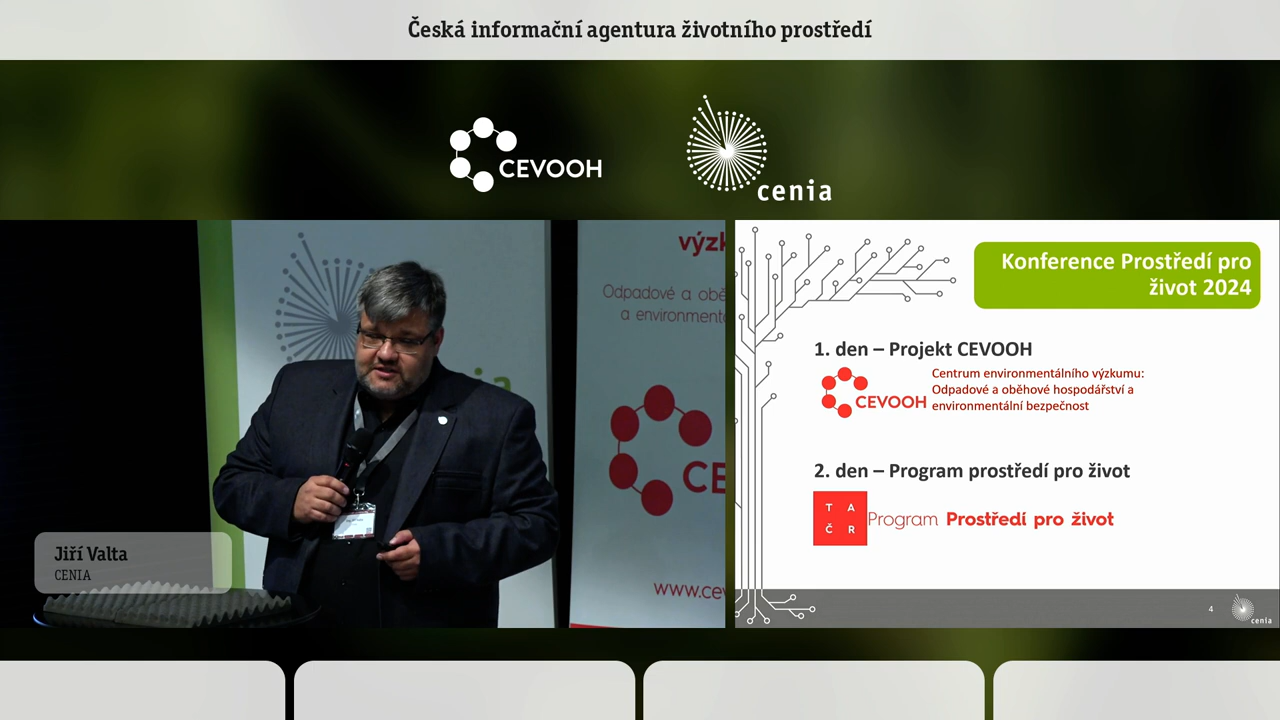 Česká informační agentura životního prostředí
CEVOOH
cenia
výzk
Odpadové a oběh
a environment
CE
www.cev
Jiří Valta
CENIA
Konference Prostředí pro
život 2024
1. den – Projekt CEVOOH
CEVOOH
Centrum environmentálního výzkumu:
Odpadové a oběhové hospodářství a
environmentální bezpečnost
2. den – Program prostředí pro život
T A
Č R
Program Prostředí pro život
4
cenia